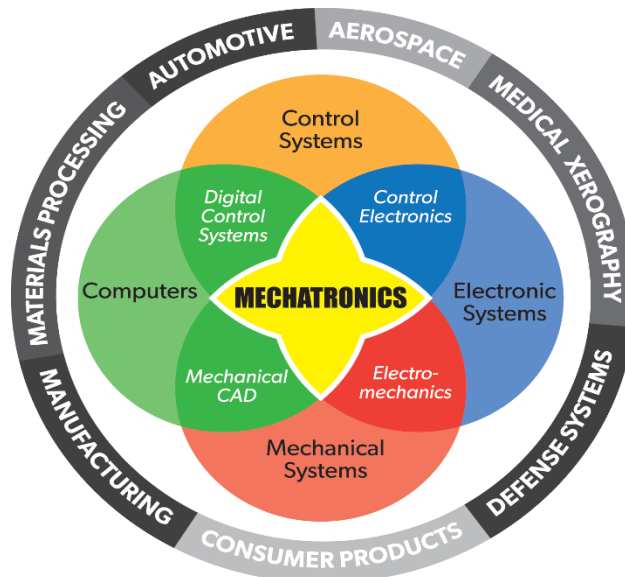 AUTOMOTIVE
AEROSPACE
MEDICAL XEROGRAPHY
MATERIALS PROCESSING
Control
Systems
Digital
Control
Systems
Control
Electronics
Computers
MECHATRONICS
Electronic
Systems
Mechanical
CAD
Electro-
mechanics
Mechanical
Systems
MANUFACTURING
DEFENSE SYSTEMS
CONSUMER PRODUCTS